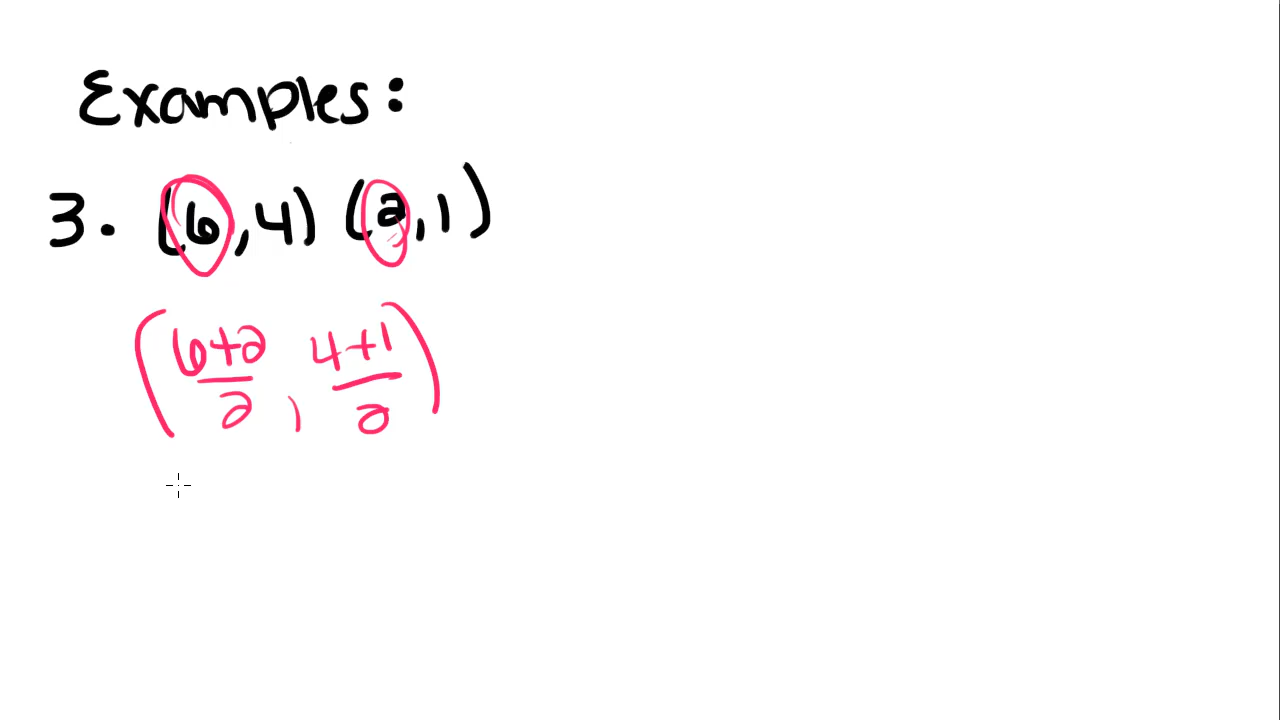 Examples:
3. (6,4) (2,1)
(6+2/2, 4+1/2)